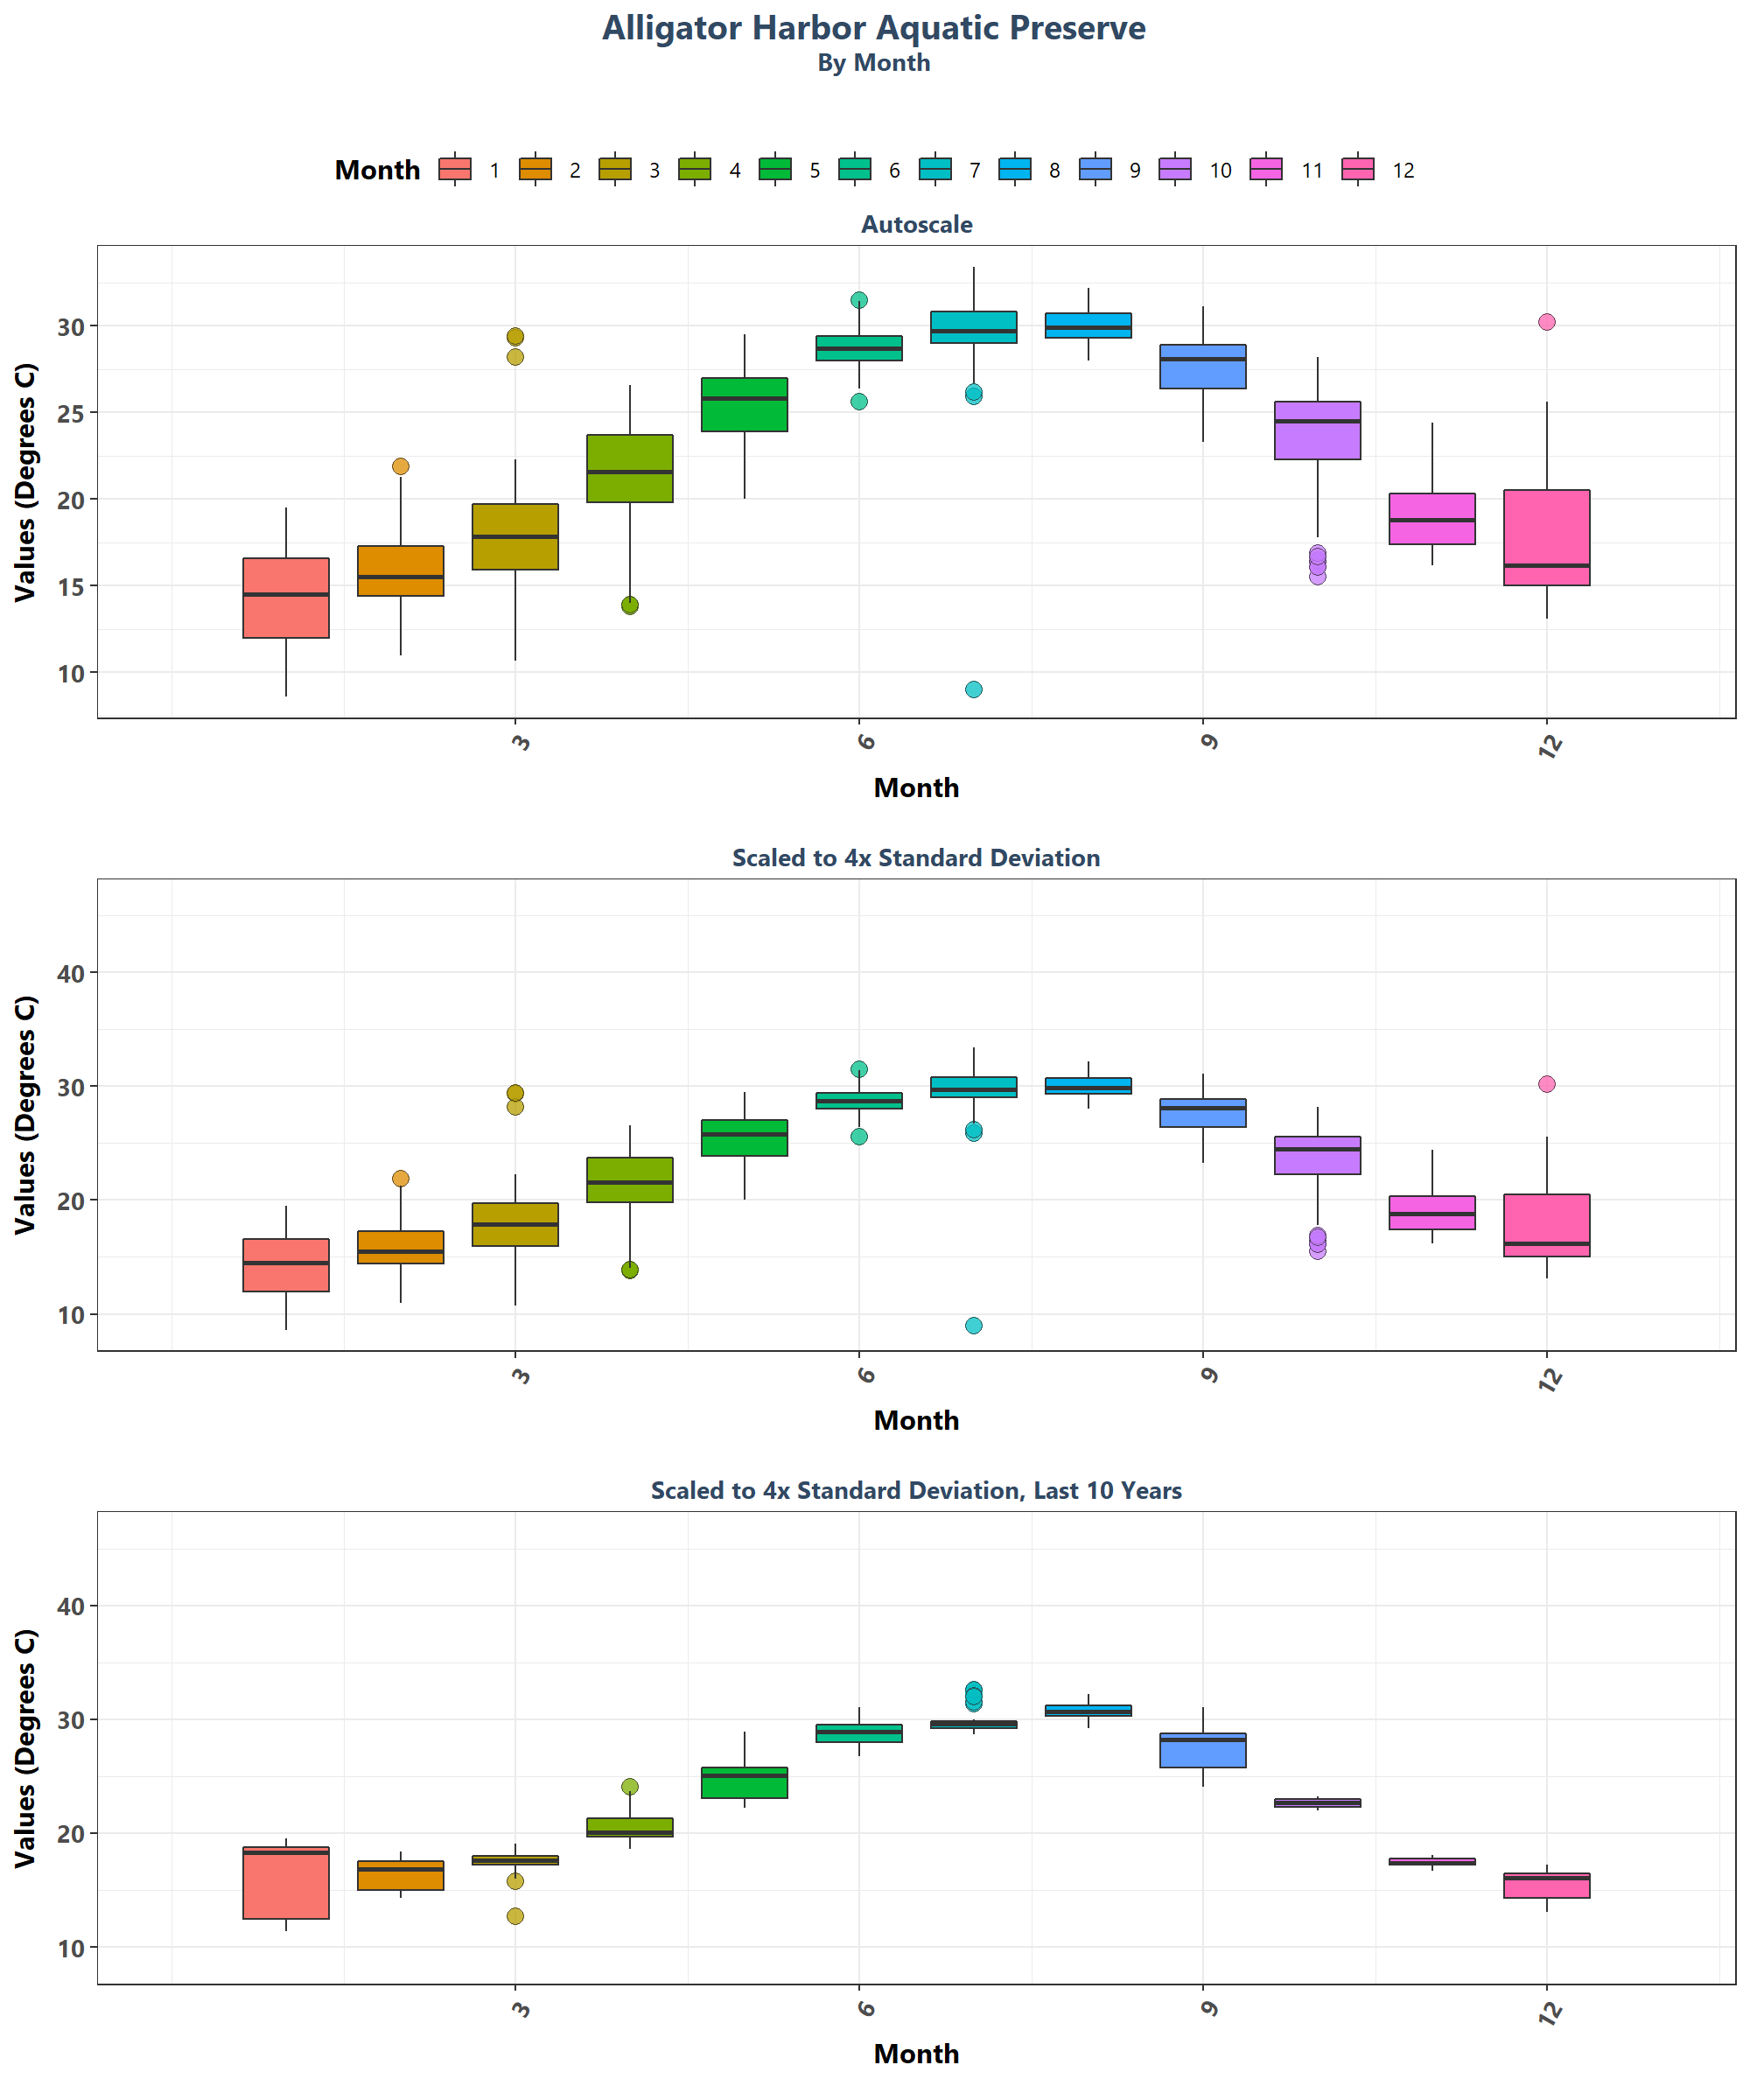 Alligator Harbor Aquatic Preserve
By Month
Month 1 2 3 4 5 6 7 8 9 10 11 12
Autoscale
Values (Degrees C)
30
25
20
15
10
3 6 9 12
Month
Scaled to 4x Standard Deviation
Values (Degrees C)
40
30
20
10
3 6 9 12
Month
Scaled to 4x Standard Deviation, Last 10 Years
Values (Degrees C)
40
30
20
10
3 6 9 12
Month